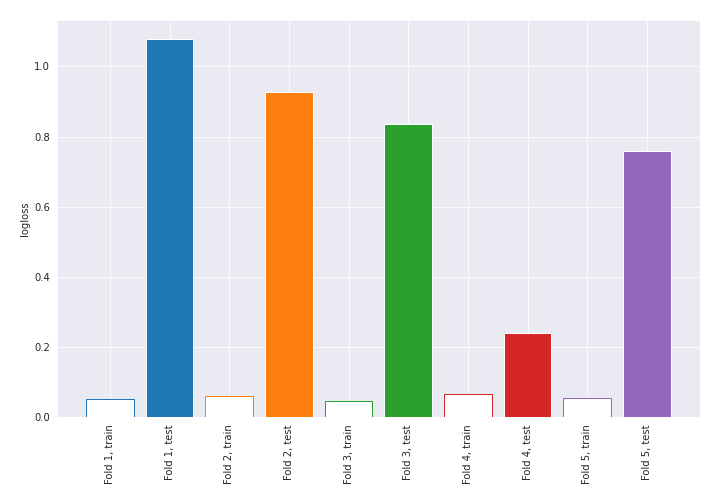 1.0
0.8
0.6
0.4
0.2
0.0
logloss
Fold 1, train
Fold 1, test
Fold 2, train
Fold 2, test
Fold 3, train
Fold 3, test
Fold 4, train
Fold 4, test
Fold 5, train
Fold 5, test